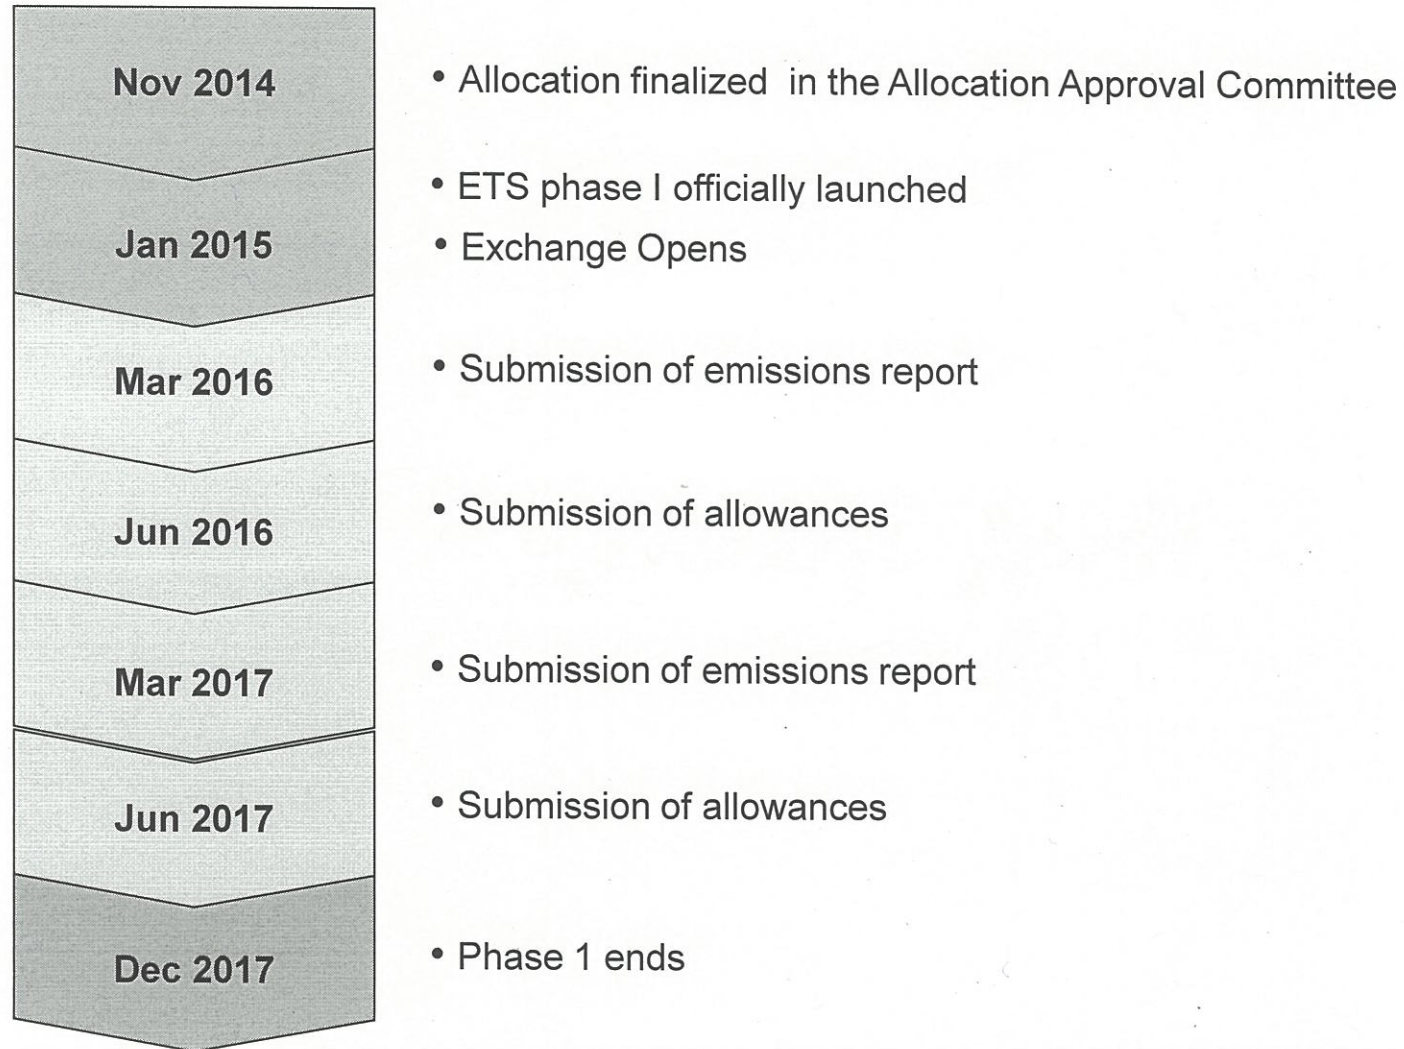 Nov 2014
• Allocation finalized in the Allocation Approval Committee
Jan 2015
• ETS phase I officially launched
• Exchange Opens
Mar 2016
• Submission of emissions report
Jun 2016
• Submission of allowances
Mar 2017
• Submission of emissions report
Jun 2017
• Submission of allowances
Dec 2017
• Phase 1 ends